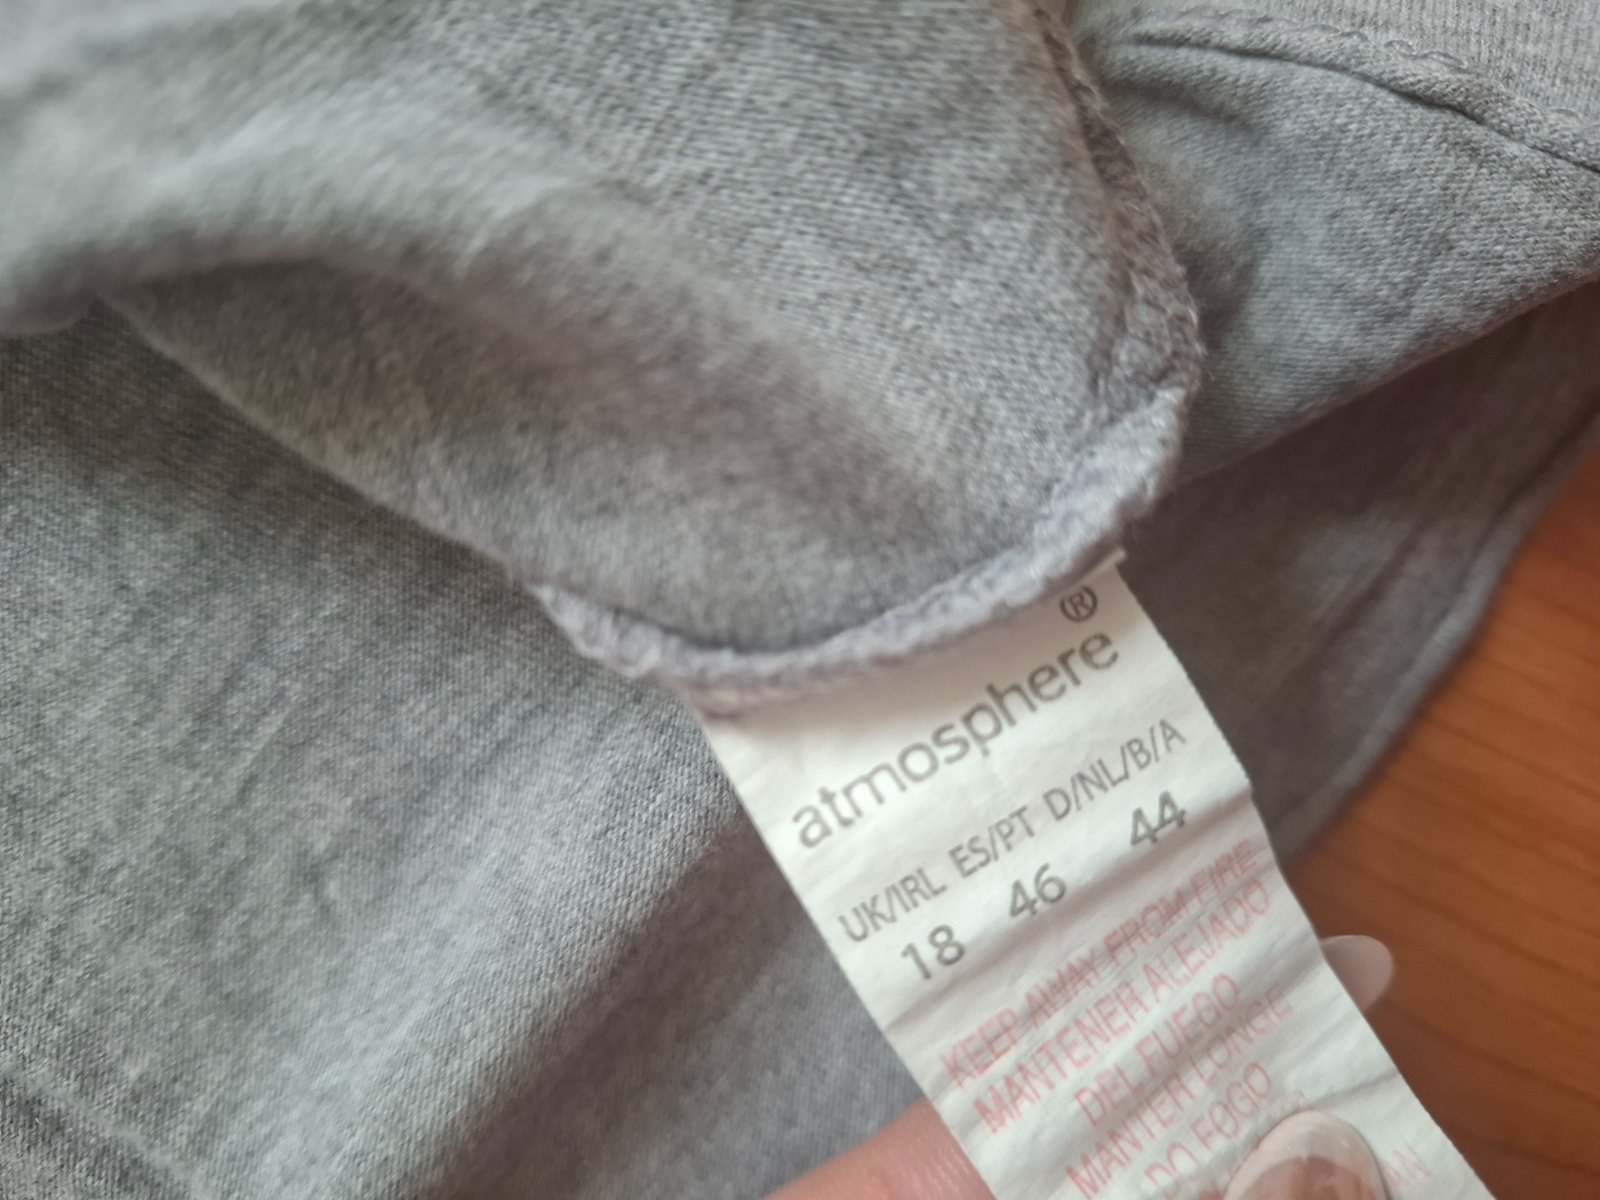 atmosphere®
UK/IRL ES/PT D/NL/B/A
18 46 44
KEEP AWAY FROM FIRE
MANTENER ALEJADO
DEL FUEGO
MANTER LONGE
DO FOGO